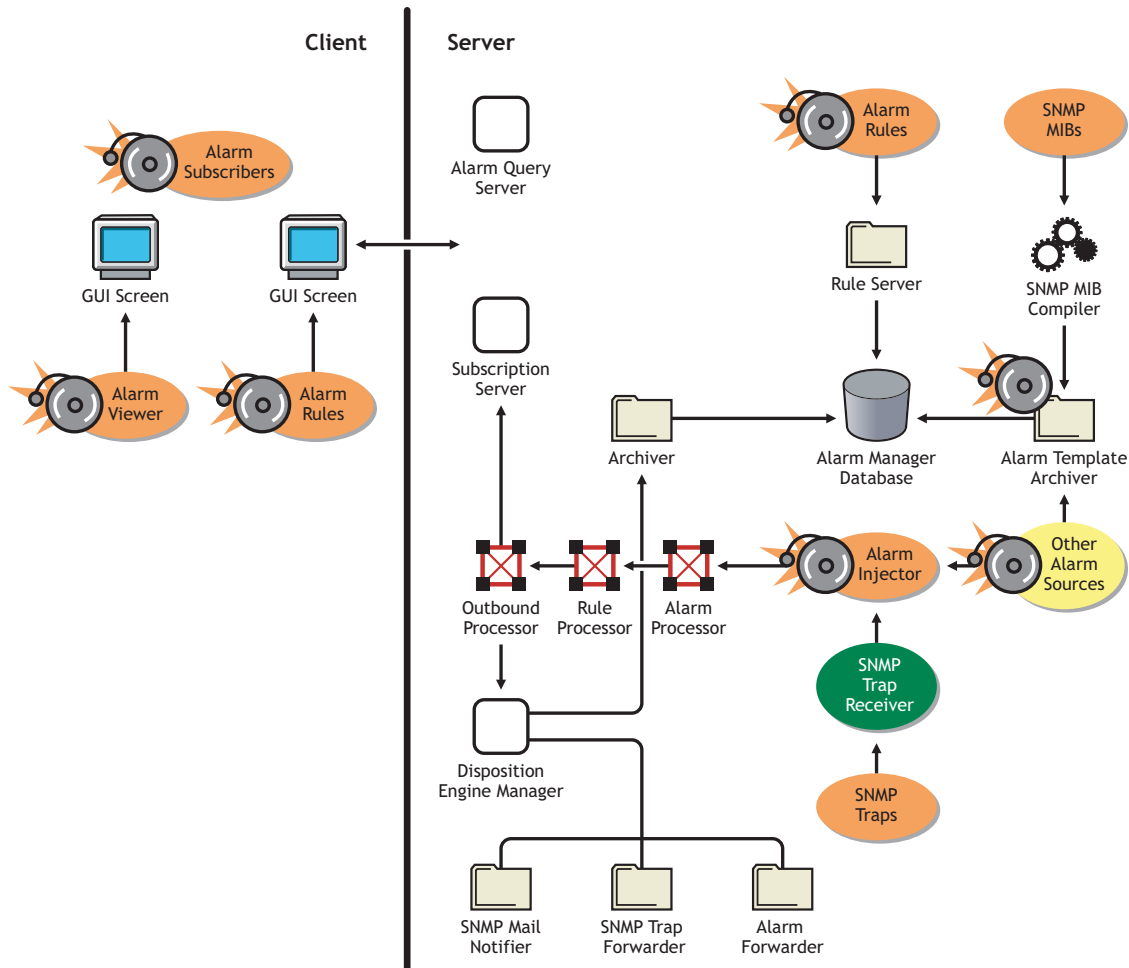 Client
Server
Alarm
Subscribers
GUI Screen
GUI Screen
Alarm
Viewer
Alarm
Rules
Alarm Query
Server
Subscription
Server
Alarm
Rules
SNMP
MIBs
Rule Server
SNMP MIB
Compiler
Archiver
Alarm Manager
Database
Alarm Template
Archiver
Outbound
Processor
Rule
Processor
Alarm
Processor
Alarm
Injector
Other
Alarm
Sources
SNMP
Trap
Receiver
Disposition
Engine Manager
SNMP
Traps
SNMP Mail
Notifier
SNMP Trap
Forwarder
Alarm
Forwarder